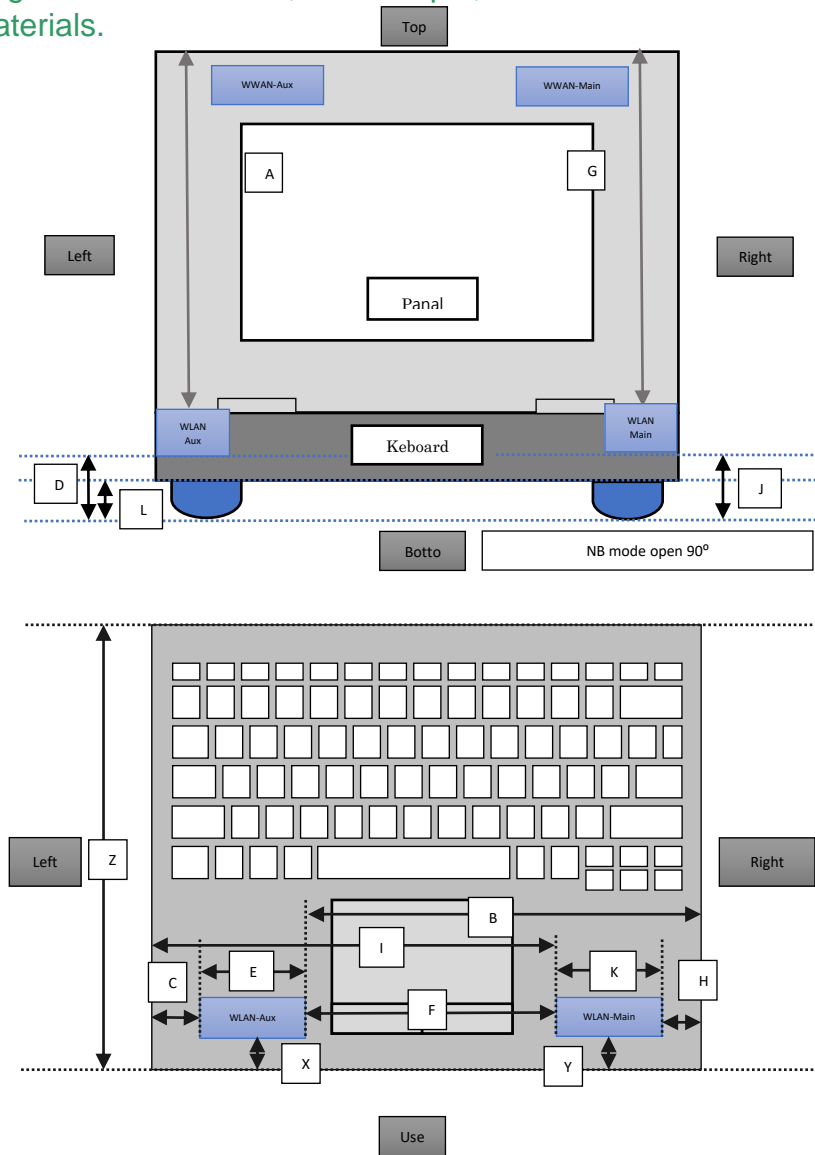 aterials.
Top
WWAN-Aux
WWAN-Main
A
G
Left
Right
Panal
WLAN
Aux
WLAN
Main
Keboard
D
L
J
Botto
NB mode open 90⁰
Left
Z
Right
B
I
E
K
C
H
F
WLAN-Aux
WLAN-Main
X
Y
Use